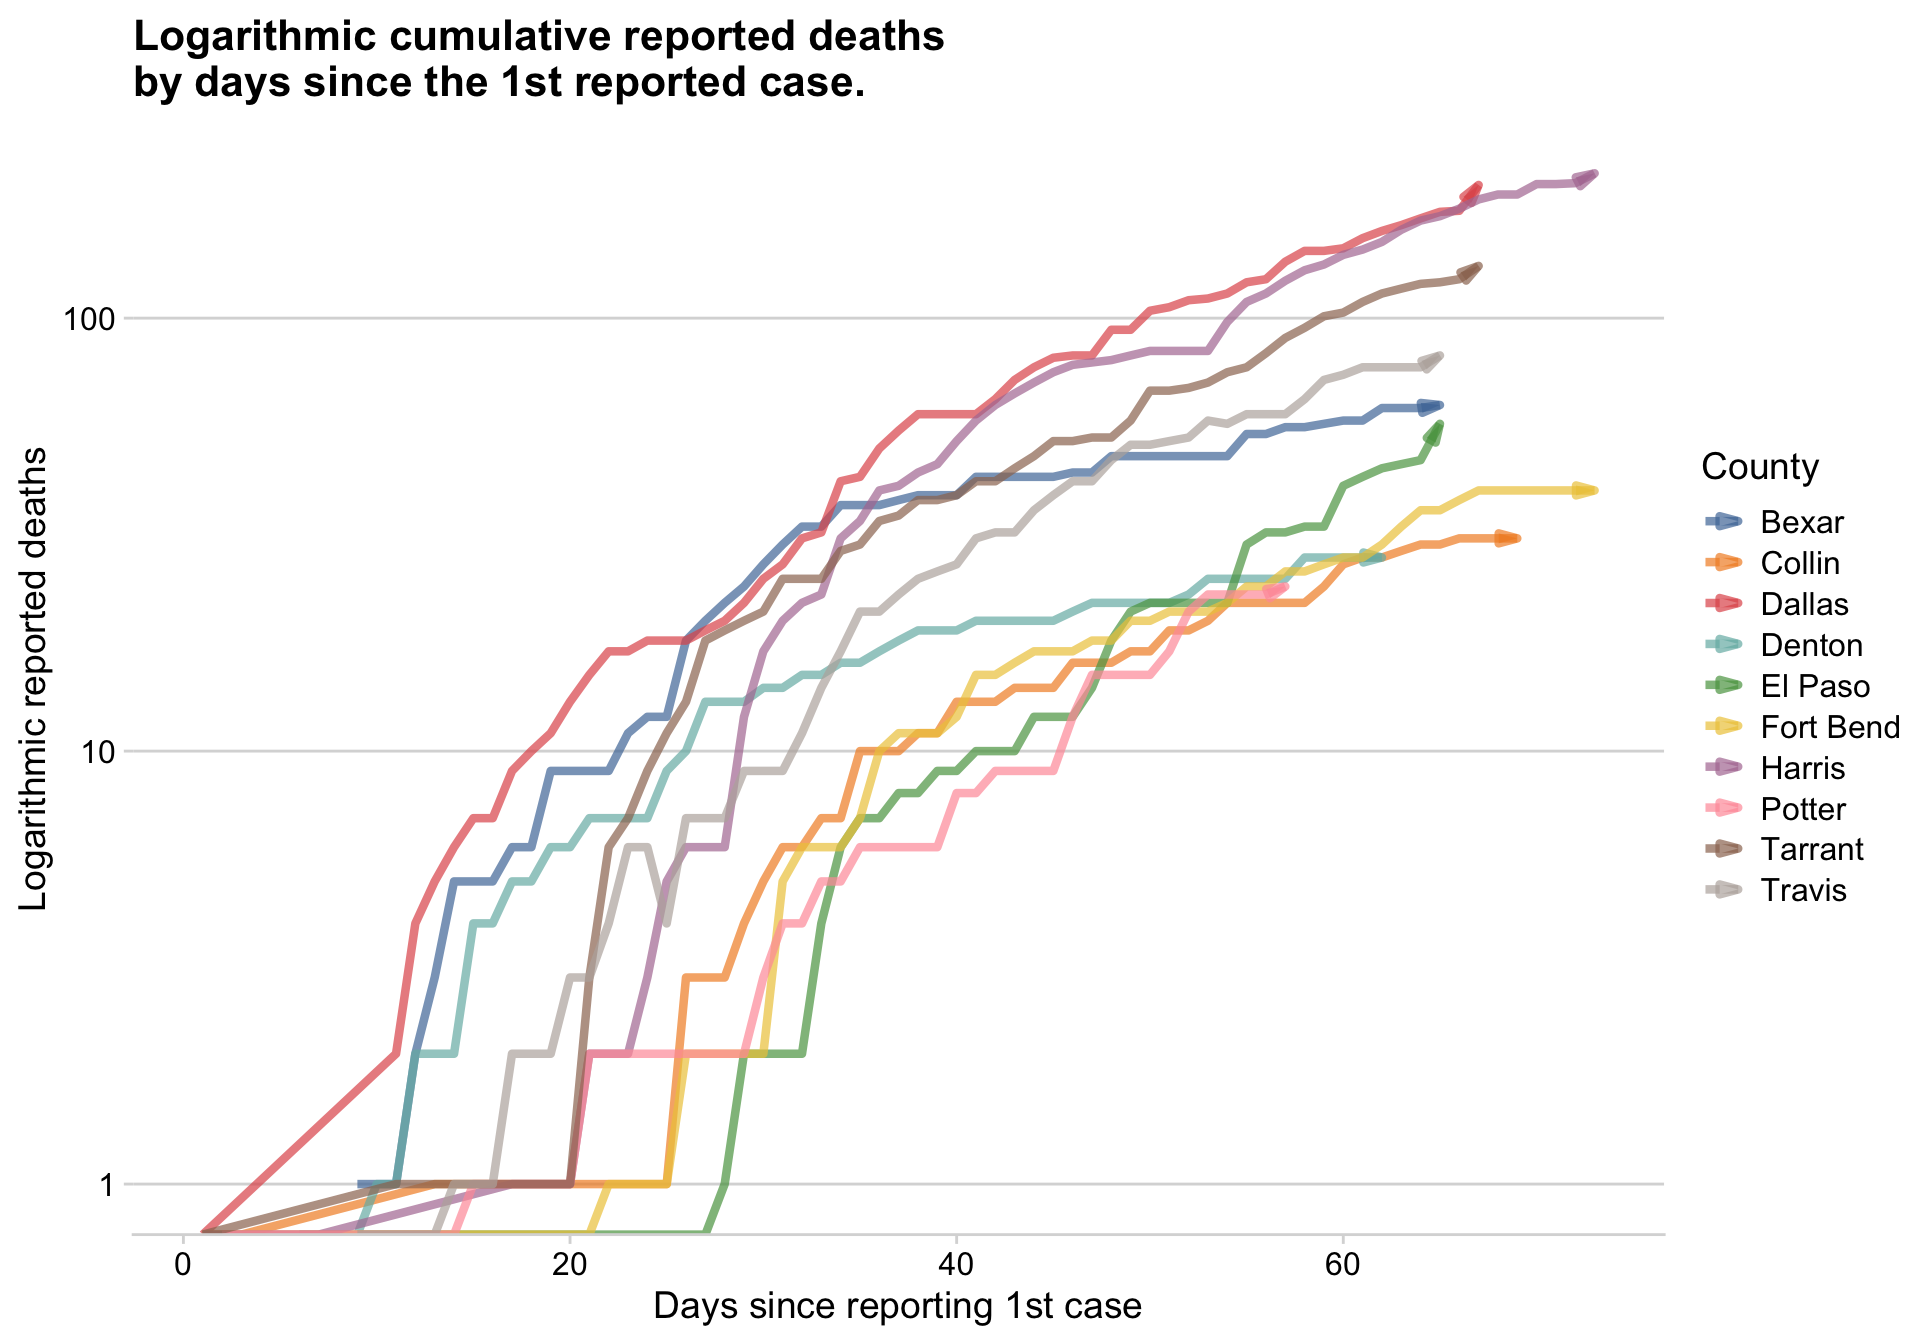 Logarithmic cumulative reported deaths
by days since the 1st reported case.
Logarithmic reported deaths
100
10
1
0
20
40
60
Days since reporting 1st case
County
Bexar
Collin
Dallas
Denton
El Paso
Fort Bend
Harris
Potter
Tarrant
Travis